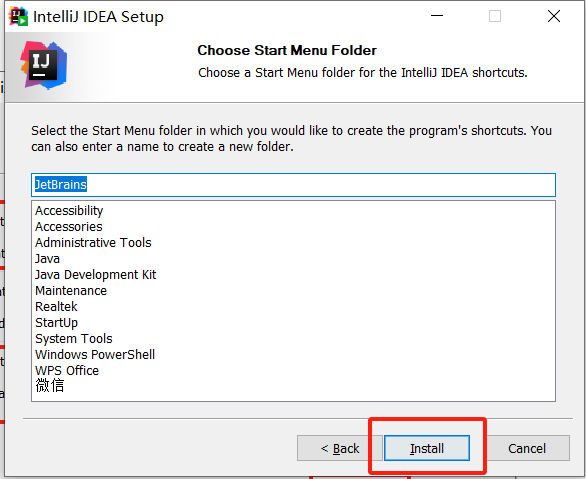 IntelliJ IDEA Setup
IJ
Choose Start Menu Folder
Choose a Start Menu folder for the IntelliJ IDEA shortcuts.
Select the Start Menu folder in which you would like to create the program's shortcuts. You
can also enter a name to create a new folder.
JetBrains
Accessibility
Accessories
Administrative Tools
Java
Java Development Kit
Maintenance
Realtek
StartUp
System Tools
Windows PowerShell
WPS Office
微信
< Back
Install
Cancel